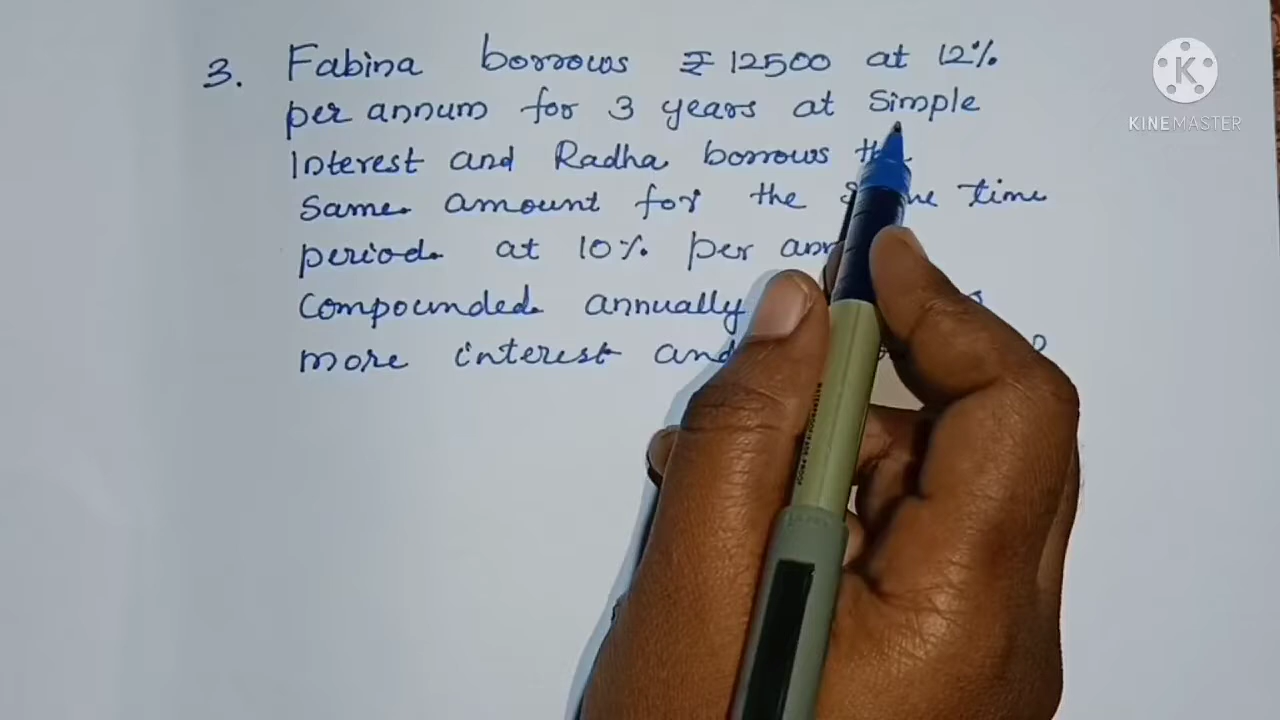 3. Fabina borrows ₹ 12500 at 12%
per annum for 3 years at Simple
Interest and Radha borrows
Same amount for the time
period at 10% per
Compounded annually
more interest and
KINEMASTER